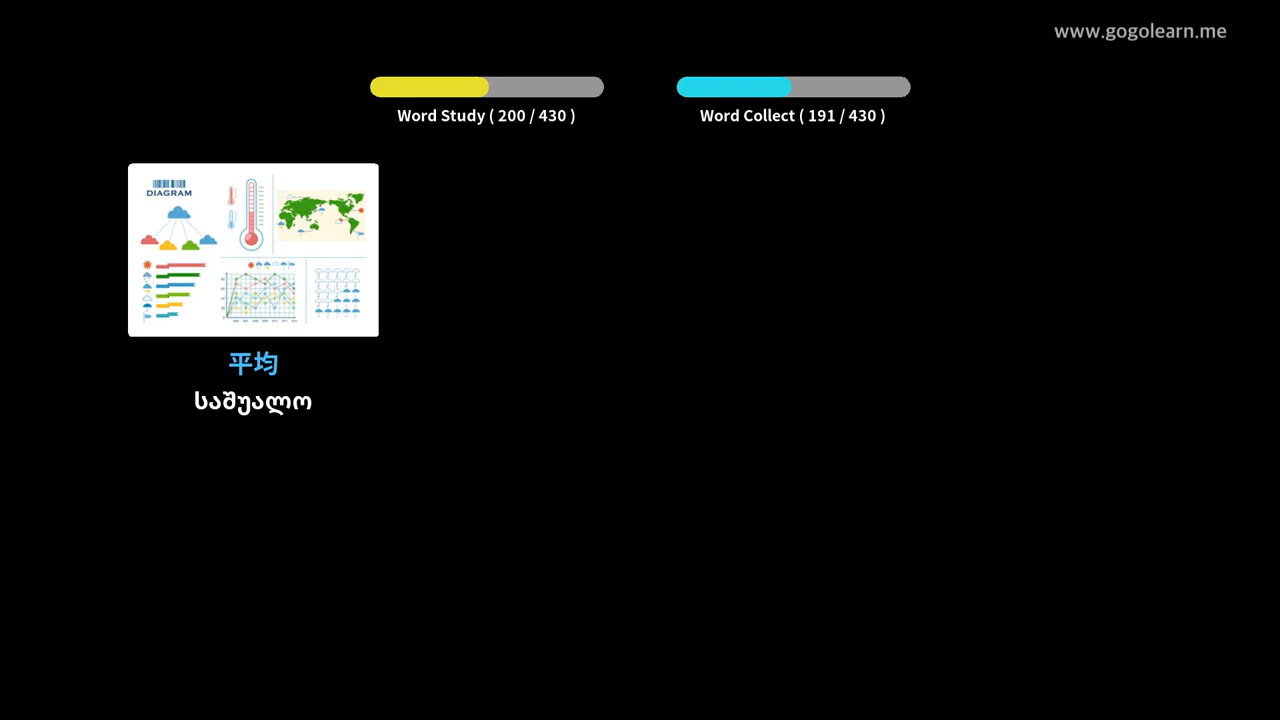 www.gogolearn.me
Word Study ( 200 / 430 )
Word Collect ( 191 / 430 )
DIAGRAM
平均
საშუალო